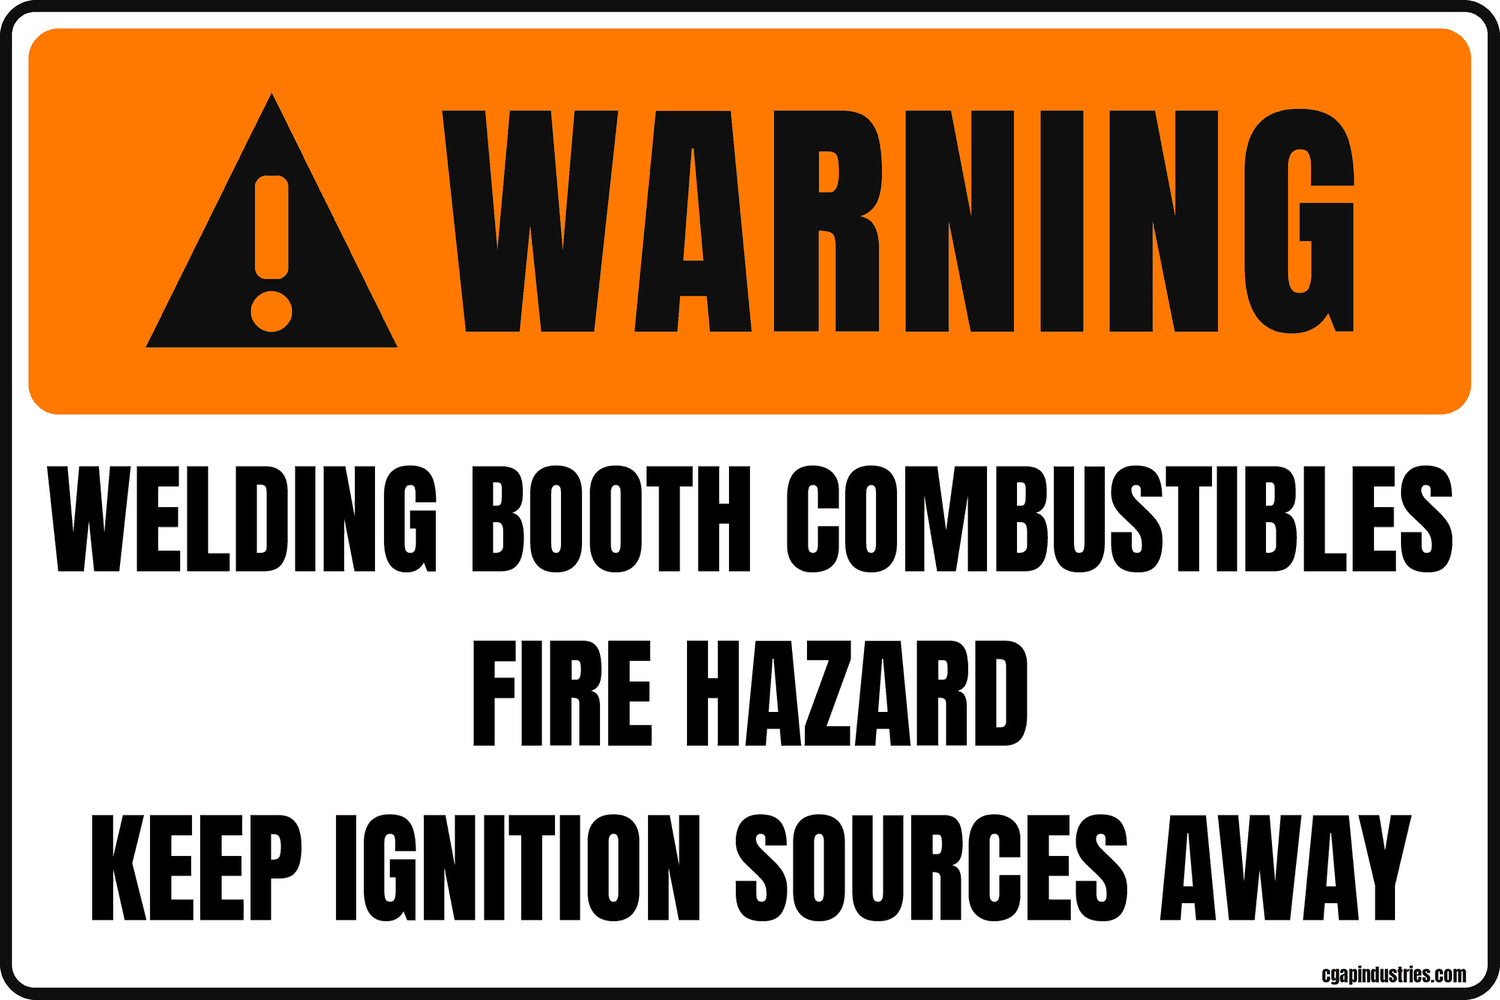 WARNING
WELDING BOOTH COMBUSTIBLES
FIRE HAZARD
KEEP IGNITION SOURCES AWAY
cgapindustries.com